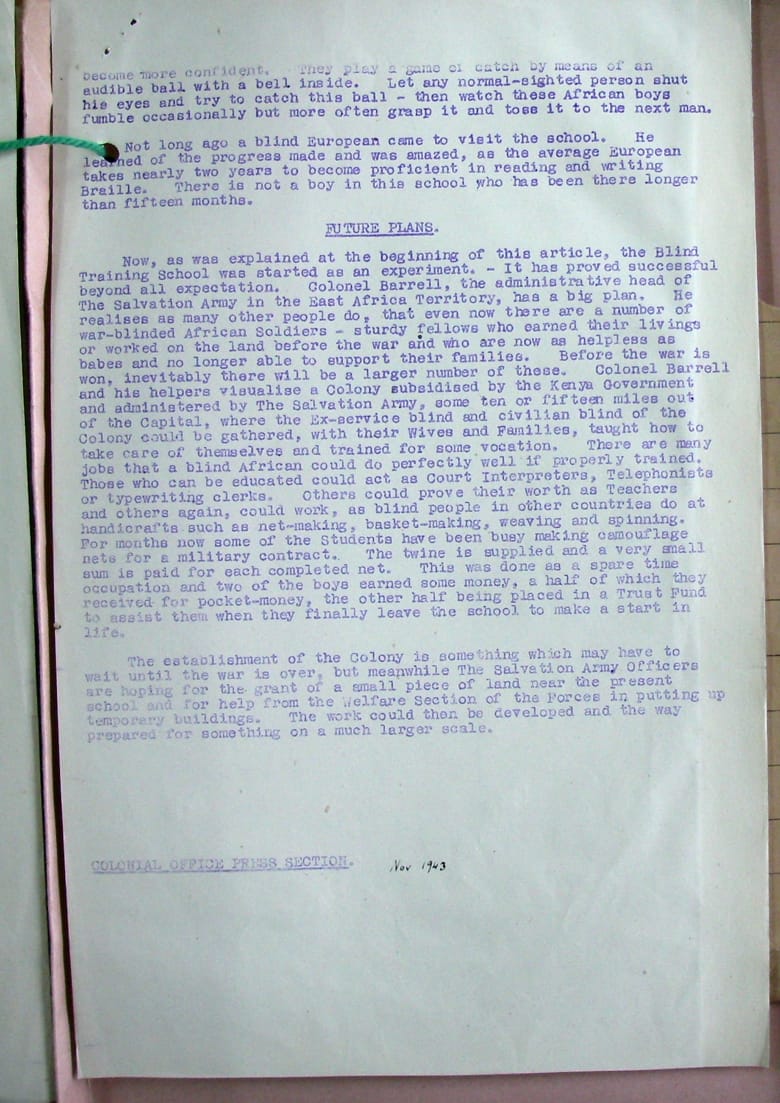 become more confident. They play a game of catch by means of an
audible ball with a bell inside. Let any normal-sighted person shut
his eyes and try to catch this ball - then watch these African boys
fumble occasionally but more often grasp it and toss it to the next man.
Not long ago a blind European came to visit the school. He
learned of the progress made and was amazed, as the average European
takes nearly two years to become proficient in reading and writing
Braille. There is not a boy in this school who has been there longer
than fifteen months.
FUTURE PLANS.
Now, as was explained at the beginning of this article, the Blind
Training School was started as an experiment. - It has proved successful
beyond all expectation. Colonel Barrell, the administrative head of
The Salvation Army in the East Africa Territory, has a big plan. He
realises as many other people do, that even now there are a number of
war-blinded African Soldiers - sturdy fellows who earned their livings
or worked on the land before the war and who are now as helpless as
babes and no longer able to support their families. Before the war is
won, inevitably there will be a larger number of these. Colonel Barrell
and his helpers visualise a Colony subsidised by the Kenya Government
and administered by The Salvation Army, some ten or fifteen miles out
of the Capital, where the Ex-service blind and civilian blind of the
Colony could be gathered, with their Wives and Families, taught how to
take care of themselves and trained for some vocation. There are many
jobs that a blind African could do perfectly well if properly trained.
Those who can be educated could act as Court Interpreters, Telephonists
or typewriting clerks. Others could prove their worth as Teachers
and others again, could work, as blind people in other countries do at
handicrafts such as net-making, basket-making, weaving and spinning.
For months now some of the Students have been busy making camouflage
nets for a military contract. The twine is supplied and a very small
sum is paid for each completed net. This was done as a spare time
occupation and two of the boys earned some money, a half of which they
received for pocket-money, the other half being placed in a Trust Fund
to assist them when they finally leave the school to make a start in
life.
The establishment of the Colony is something which may have to
wait until the war is over, but meanwhile The Salvation Army Officers
are hoping for the grant of a small piece of land near the present
school and for help from the Welfare Section of the Forces in putting up
temporary buildings. The work could then be developed and the way
prepared for something on a much larger scale.
COLONIAL OFFICE PRESS SECTION. Nov 1943